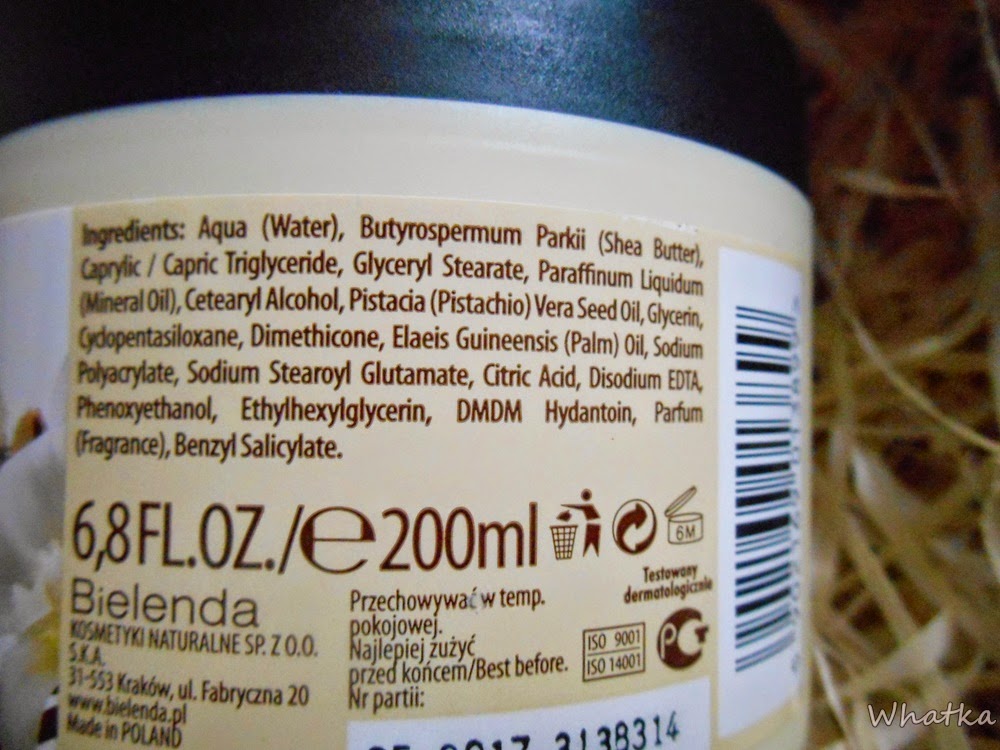 Ingredients: Aqua (Water), Butyrospermum Parkii (Shea Butter),
Caprylic / Capric Triglyceride, Glyceryl Stearate, Paraffinum Liquidum
(Mineral Oil), Cetearyl Alcohol, Pistacia (Pistachio) Vera Seed Oil, Glycerin,
Cyclopentasiloxane, Dimethicone, Elaeis Guineensis (Palm) Oil, Sodium
Polyacrylate, Sodium Stearoyl Glutamate, Citric Acid, Disodium EDTA,
Phenoxyethanol, Ethylhexylglycerin, DMDM Hydantoin, Parfum
(Fragrance), Benzyl Salicylate.
6,8FL.OZ./℮200ml
6M
Testowany
dermatologicznie
Bielenda
KOSMETYKI NATURALNE SP. Z O.O.
S.K.A.
31-553 Kraków, ul. Fabryczna 20
www.bielenda.pl
Made in POLAND
Przechowywać w temp.
pokojowej.
Najlepiej zużyć
przed końcem/Best before.
Nr partii:
ISO 9001
ISO 14001
2017 3138314
Whatka